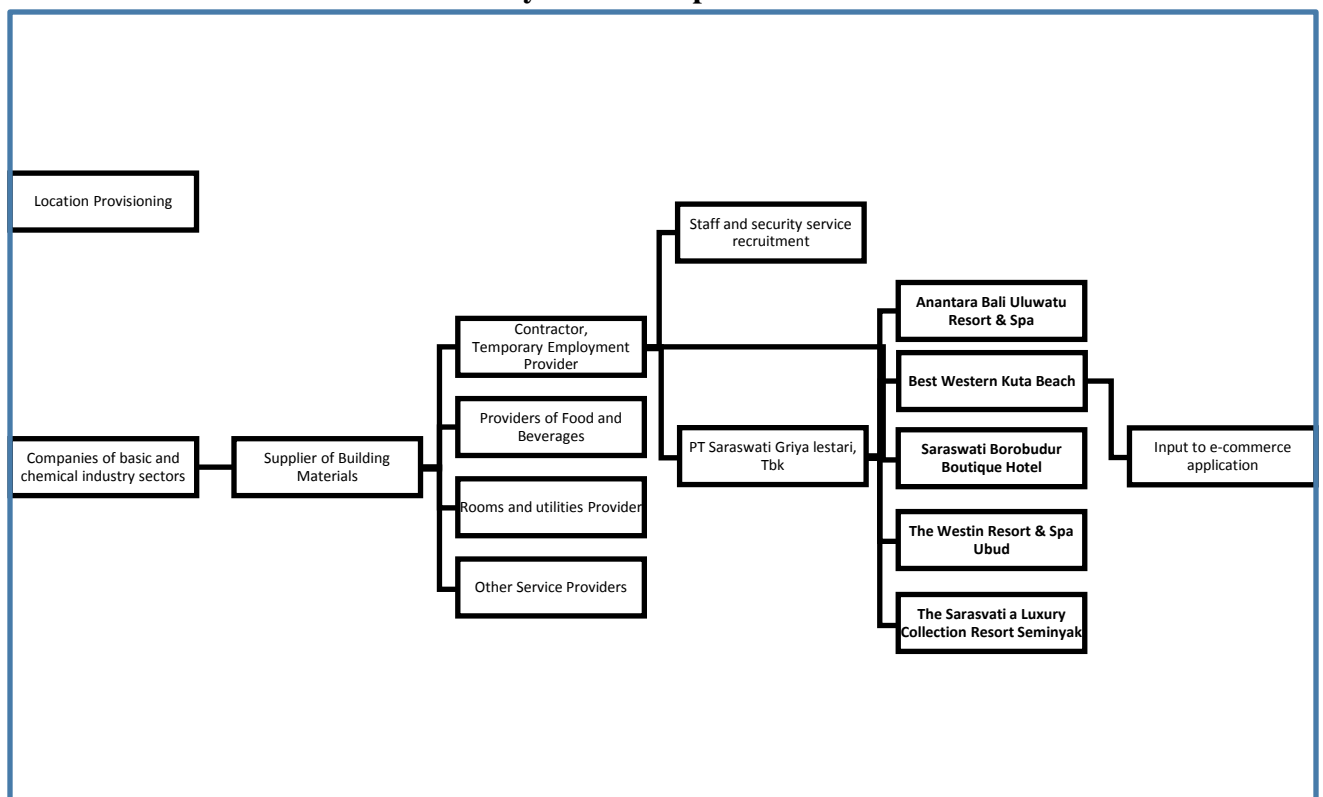 Location Provisioning
Companies of basic and
chemical industry sectors
Supplier of Building
Materials
Contractor,
Temporary Employment
Provider
Providers of Food and
Beverages
Rooms and utilities Provider
Other Service Providers
Staff and security service
recruitment
PT Saraswati Griya lestari,
Tbk
Anantara Bali Uluwatu
Resort & Spa
Best Western Kuta Beach
Saraswati Borobudur
Boutique Hotel
The Westin Resort & Spa
Ubud
The Sarasvati a Luxury
Collection Resort Seminyak
Input to e-commerce
application